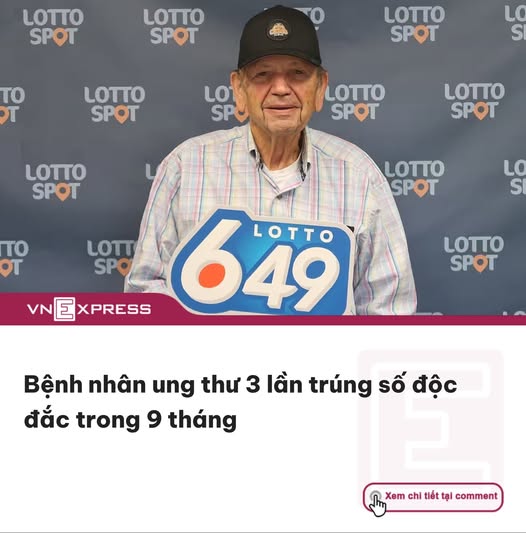 LOTTO SPOT
LOTTO
649
VNEXPRESS
Bệnh nhân ung thư 3 lần trúng số độc
đắc trong 9 tháng
Xem chi tiết tại comment